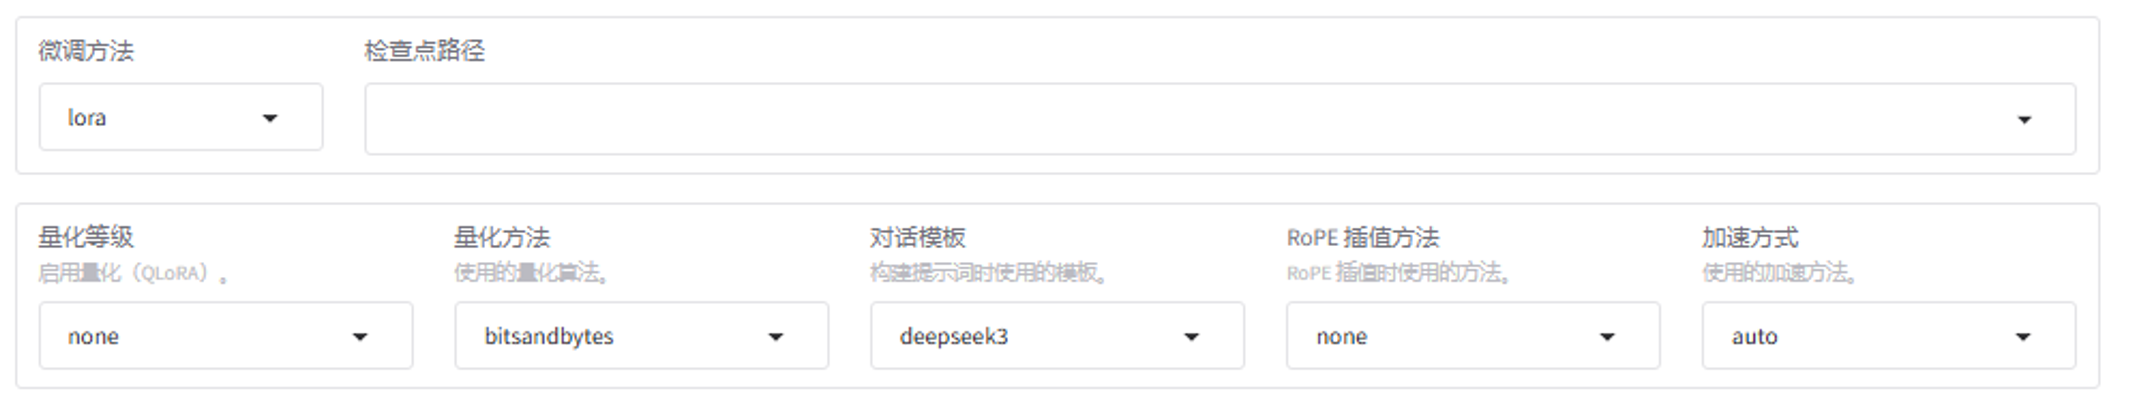 微调方法
检查点路径
lora
量化等级
量化方法
对话模板
RoPE 插值方法
加速方式
启用量化（QLoRA）。
使用的量化算法。
构建提示词时使用的模板。
RoPE 插值时使用的方法。
使用的加速方法。
none
bitsandbytes
deepseek3
none
auto